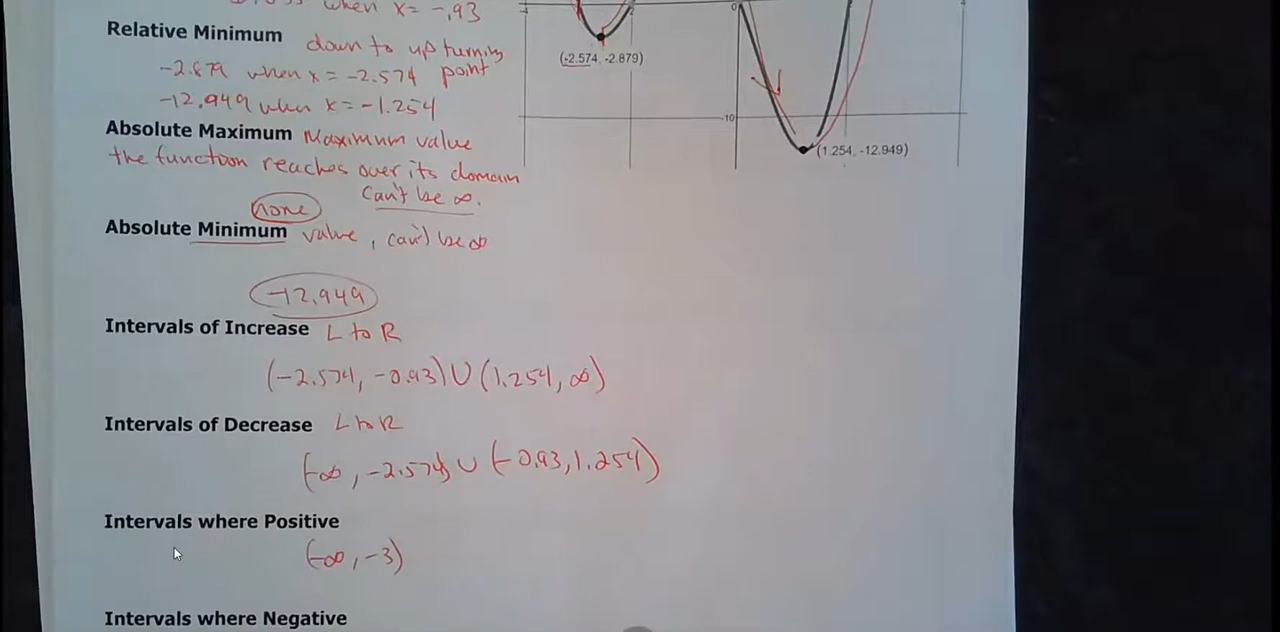 when x = -.93
Relative Minimum down to up turning point
-2.879 when x = -2.574
-12.949 when x = -1.254
Absolute Maximum Maximum value
the function reaches over its domain
Can't be ∞.
none
Absolute Minimum value, can't be ∞
-12.949
Intervals of Increase L to R
(-2.574, -0.93) ∪ (1.254, ∞)
Intervals of Decrease L to R
(-∞, -2.574) ∪ (-0.93, 1.254)
Intervals where Positive
(-∞, -3)
Intervals where Negative
0
(-2.574, -2.879)
-10
(1.254, -12.949)